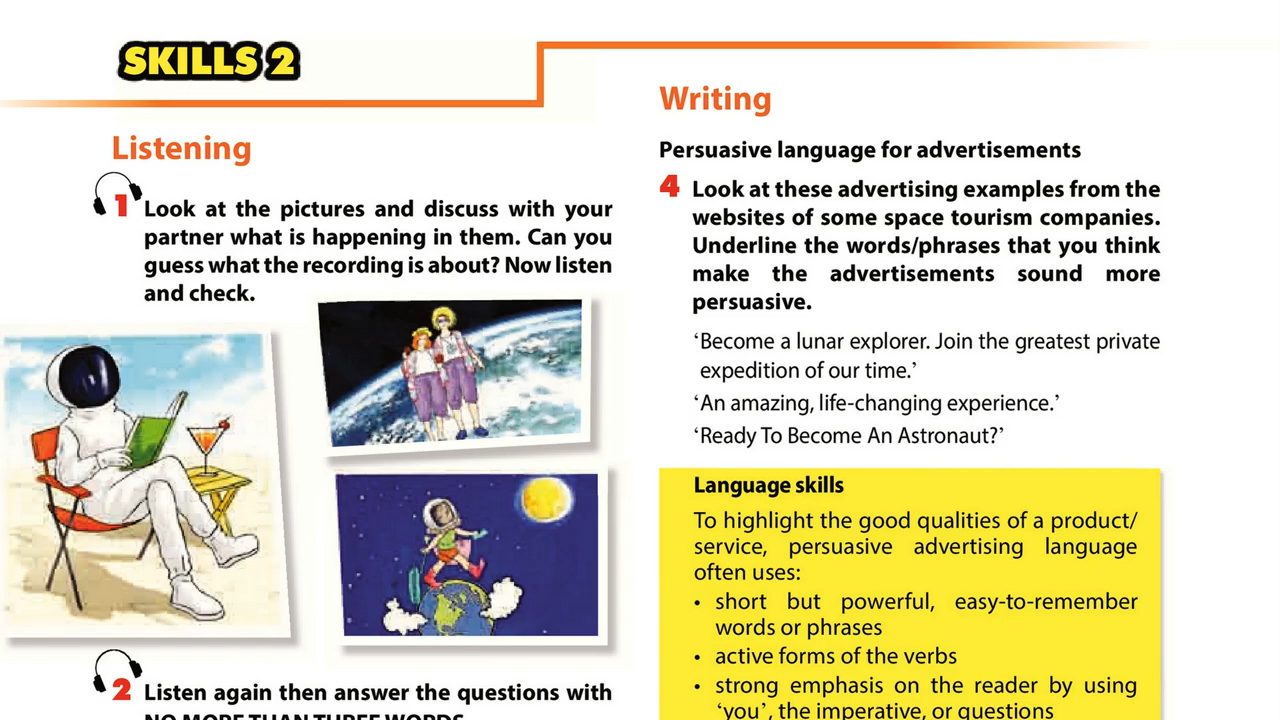 SKILLS 2
Listening
1 Look at the pictures and discuss with your
partner what is happening in them. Can you
guess what the recording is about? Now listen
and check.
2 Listen again then answer the questions with
NO MORE THAN THREE WORDS
Writing
Persuasive language for advertisements
4 Look at these advertising examples from the
websites of some space tourism companies.
Underline the words/phrases that you think
make the advertisements sound more
persuasive.
‘Become a lunar explorer. Join the greatest private
expedition of our time.’
‘An amazing, life-changing experience.’
‘Ready To Become An Astronaut?’
Language skills
To highlight the good qualities of a product/
service, persuasive advertising language
often uses:
• short but powerful, easy-to-remember
words or phrases
• active forms of the verbs
• strong emphasis on the reader by using
‘you’, the imperative, or questions